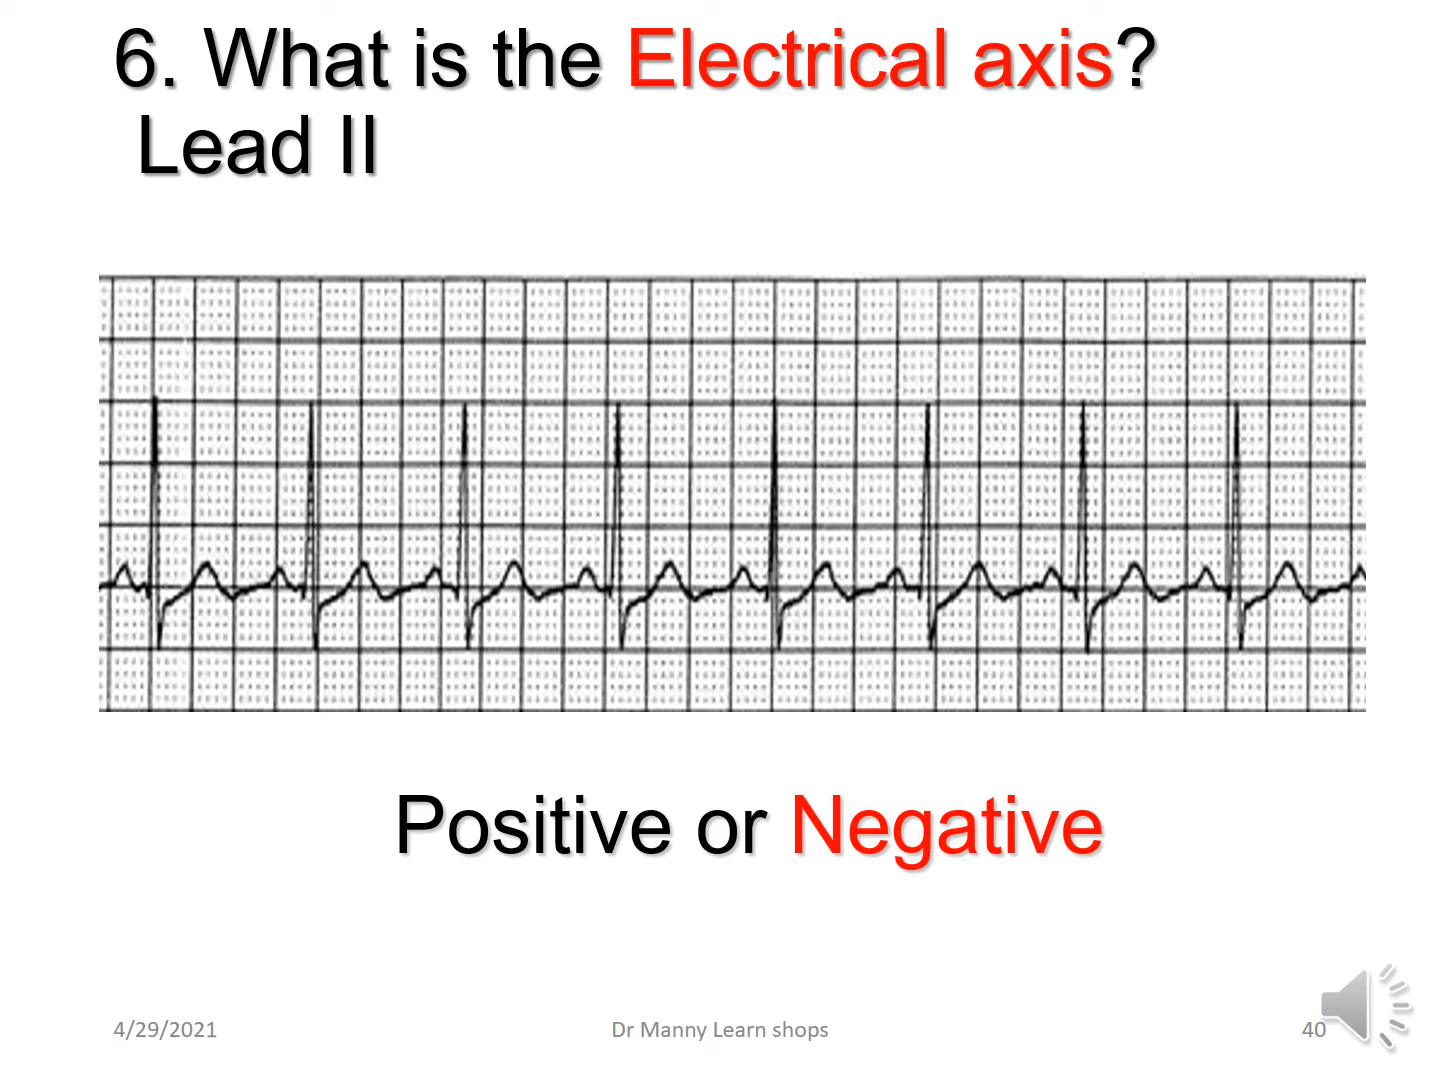 6. What is the Electrical axis?
Lead II
Positive or Negative
4/29/2021
Dr Manny Learn shops
40